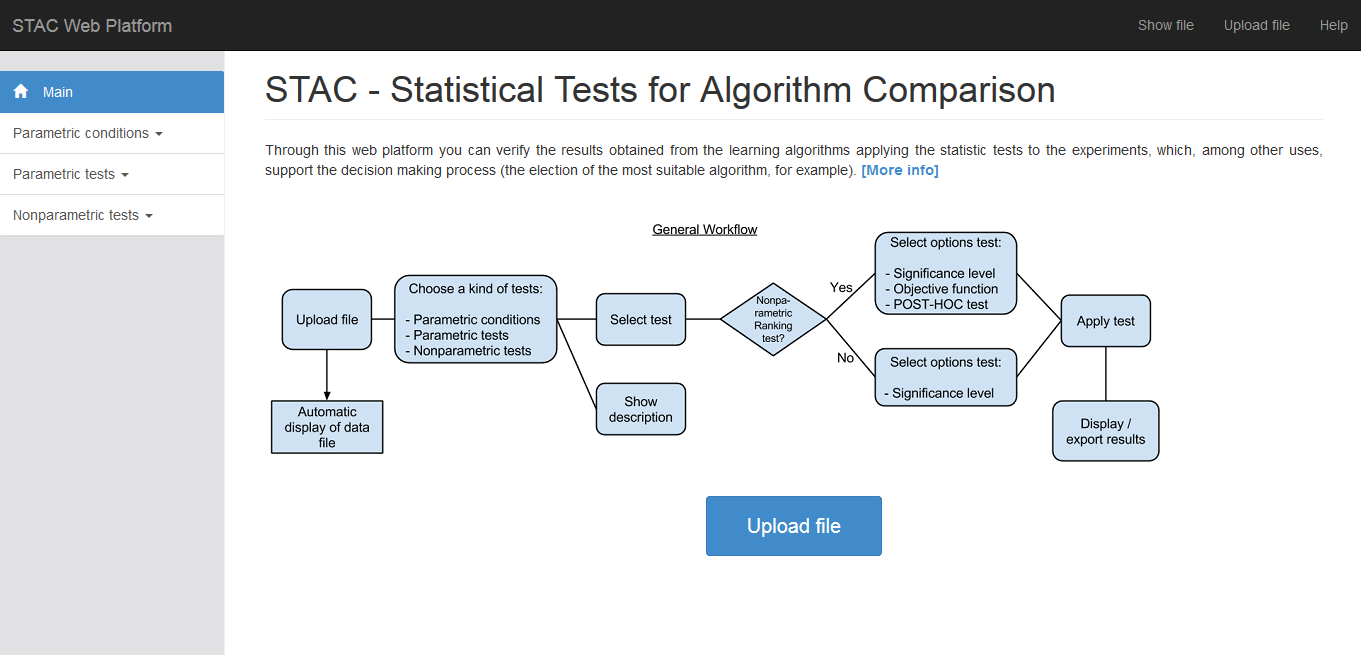 STAC Web Platform
Show file
Upload file
Help
Main
Parametric conditions
Parametric tests
Nonparametric tests
STAC - Statistical Tests for Algorithm Comparison
Through this web platform you can verify the results obtained from the learning algorithms applying the statistic tests to the experiments, which, among other uses,
support the decision making process (the election of the most suitable algorithm, for example). [More info]
General Workflow
Upload file
Automatic
display of data
file
Choose a kind of tests:
- Parametric conditions
- Parametric tests
- Nonparametric tests
Select test
Show
description
Nonpa-
rametric
Ranking
test?
Yes
No
Select options test:
- Significance level
- Objective function
- POST-HOC test
Select options test:
- Significance level
Apply test
Display /
export results
Upload file